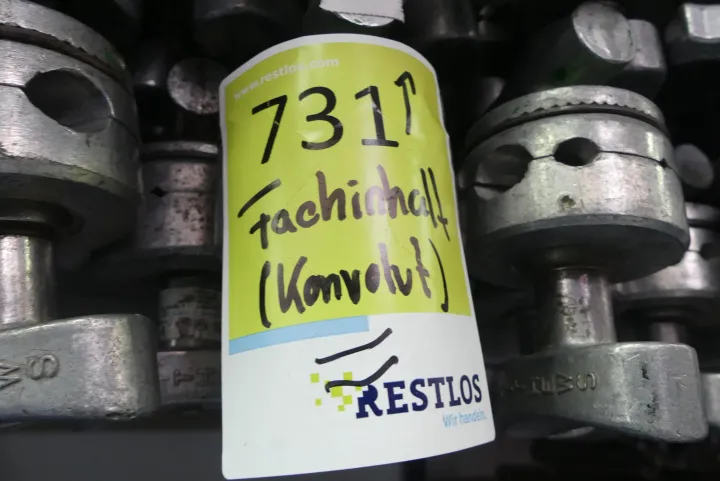 www.restlos.com
731↑
Fachinhalt
(Konvolut)
RESTLOS
Wir handeln.